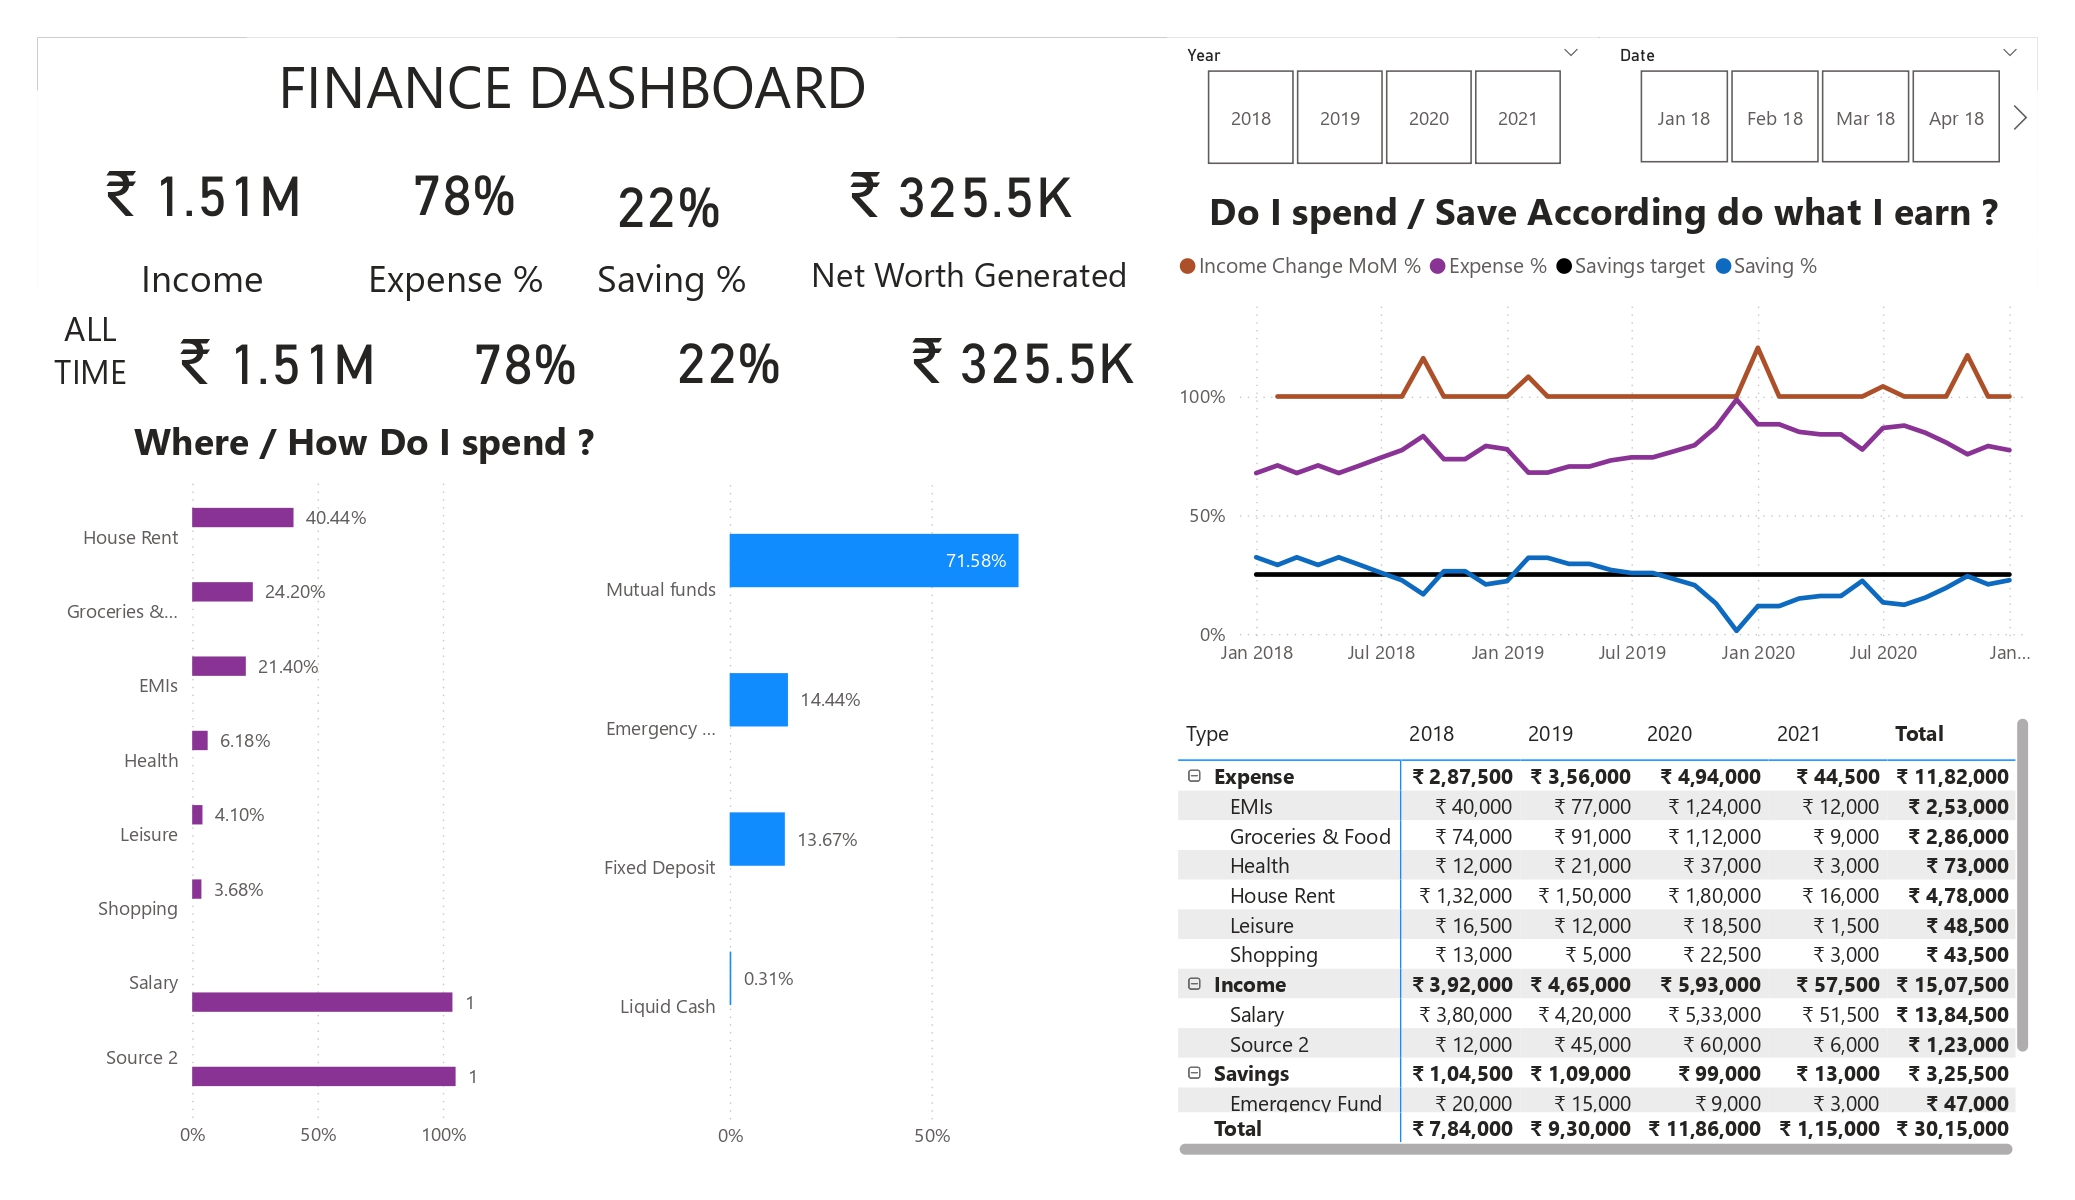 FINANCE DASHBOARD
₹ 1.51M 78% 22% ₹ 325.5K
Income Expense % Saving % Net Worth Generated
ALL
TIME
₹ 1.51M 78% 22% ₹ 325.5K
Where / How Do I spend ?
House Rent 40.44%
Groceries &... 24.20%
EMIs 21.40%
Health 6.18%
Leisure 4.10%
Shopping 3.68%
Salary 1
Source 2 1
0% 50% 100%
Mutual funds 71.58%
Emergency ... 14.44%
Fixed Deposit 13.67%
Liquid Cash 0.31%
0% 50%
Year
2018 2019 2020 2021
Date
Jan 18 Feb 18 Mar 18 Apr 18
Do I spend / Save According do what I earn ?
Income Change MoM % Expense % Savings target Saving %
100%
50%
0%
Jan 2018 Jul 2018 Jan 2019 Jul 2019 Jan 2020 Jul 2020 Jan...
Type 2018 2019 2020 2021 Total
Expense ₹ 2,87,500 ₹ 3,56,000 ₹ 4,94,000 ₹ 44,500 ₹ 11,82,000
EMIs ₹ 40,000 ₹ 77,000 ₹ 1,24,000 ₹ 12,000 ₹ 2,53,000
Groceries & Food ₹ 74,000 ₹ 91,000 ₹ 1,12,000 ₹ 9,000 ₹ 2,86,000
Health ₹ 12,000 ₹ 21,000 ₹ 37,000 ₹ 3,000 ₹ 73,000
House Rent ₹ 1,32,000 ₹ 1,50,000 ₹ 1,80,000 ₹ 16,000 ₹ 4,78,000
Leisure ₹ 16,500 ₹ 12,000 ₹ 18,500 ₹ 1,500 ₹ 48,500
Shopping ₹ 13,000 ₹ 5,000 ₹ 22,500 ₹ 3,000 ₹ 43,500
Income ₹ 3,92,000 ₹ 4,65,000 ₹ 5,93,000 ₹ 57,500 ₹ 15,07,500
Salary ₹ 3,80,000 ₹ 4,20,000 ₹ 5,33,000 ₹ 51,500 ₹ 13,84,500
Source 2 ₹ 12,000 ₹ 45,000 ₹ 60,000 ₹ 6,000 ₹ 1,23,000
Savings ₹ 1,04,500 ₹ 1,09,000 ₹ 99,000 ₹ 13,000 ₹ 3,25,500
Emergency Fund ₹ 20,000 ₹ 15,000 ₹ 9,000 ₹ 3,000 ₹ 47,000
Total ₹ 7,84,000 ₹ 9,30,000 ₹ 11,86,000 ₹ 1,15,000 ₹ 30,15,000